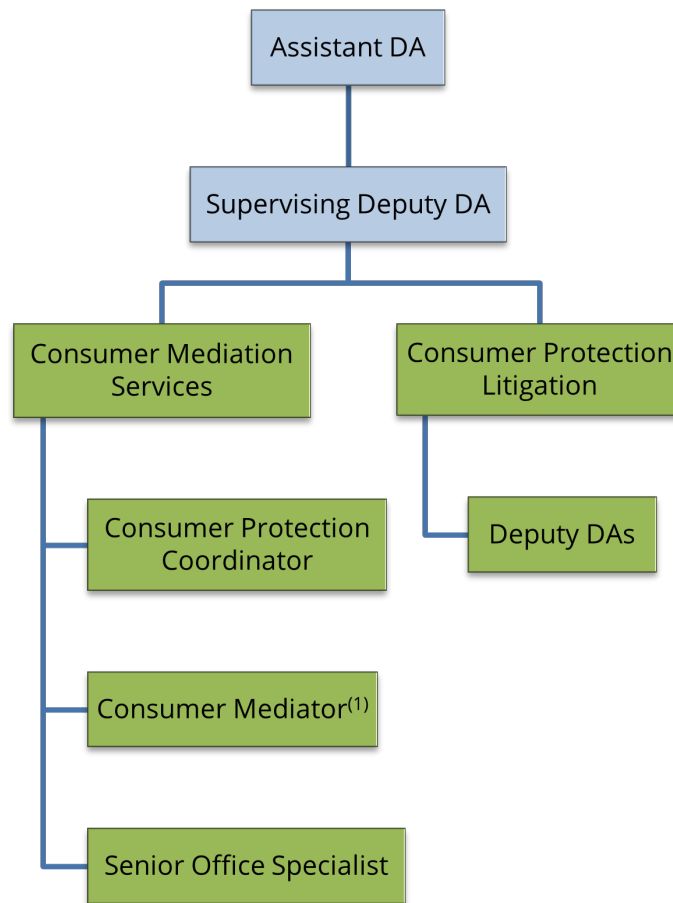 Assistant DA
Supervising Deputy DA
Consumer Mediation
Services
Consumer Protection
Litigation
Consumer Protection
Coordinator
Deputy DAs
Consumer Mediator(1)
Senior Office Specialist